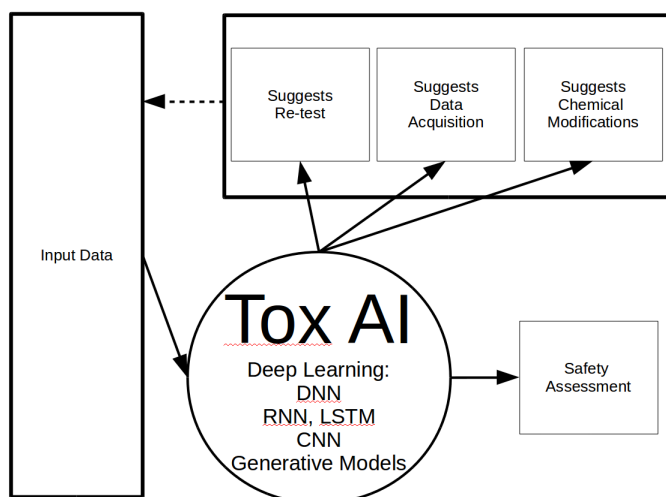 Suggests
Re-test
Suggests
Data
Acquisition
Suggests
Chemical
Modifications
Input Data
Tox AI
Deep Learning:
DNN
RNN, LSTM
CNN
Generative Models
Safety
Assessment